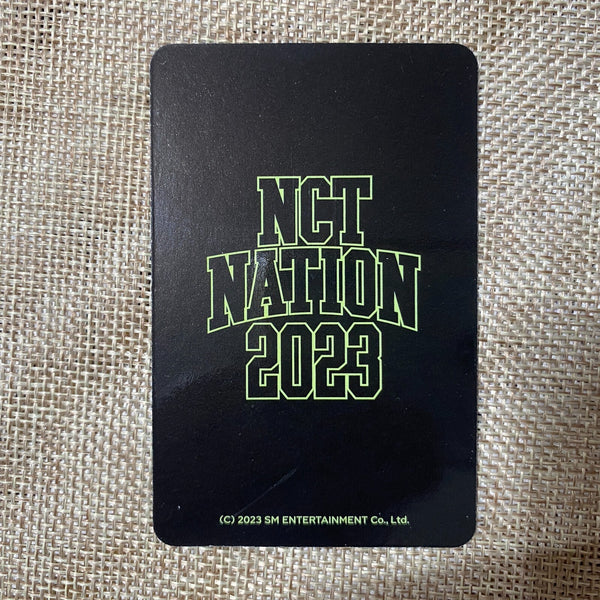 NCT
NATION
2023
(C) 2023 SM ENTERTAINMENT Co., Ltd.